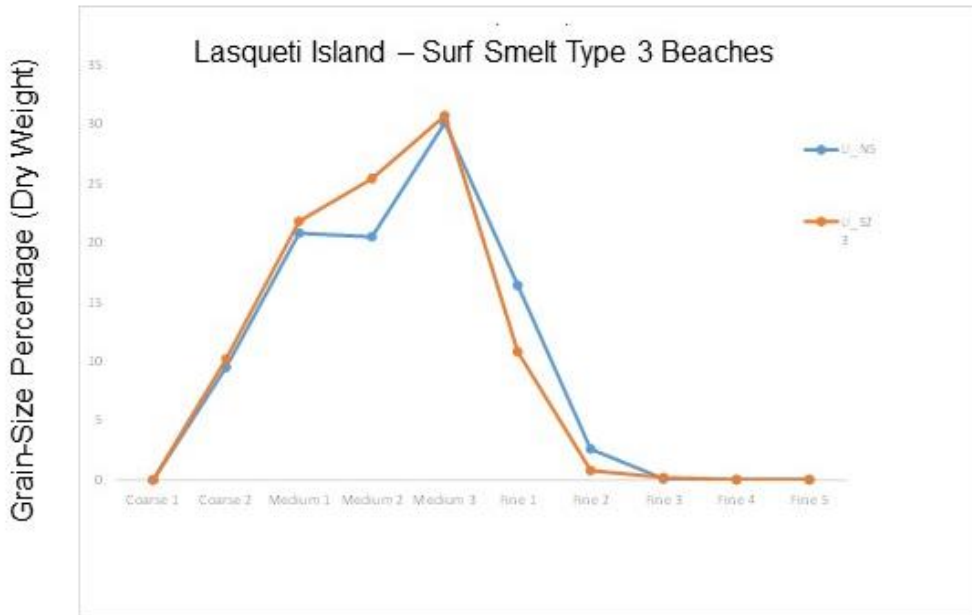 Lasqueti Island – Surf Smelt Type 3 Beaches
Grain-Size Percentage (Dry Weight)
35
30
25
20
15
10
5
0
Coarse 1 Coarse 2 Medium 1 Medium 2 Medium 3 Fine 1 Fine 2 Fine 3 Fine 4 Fine 5